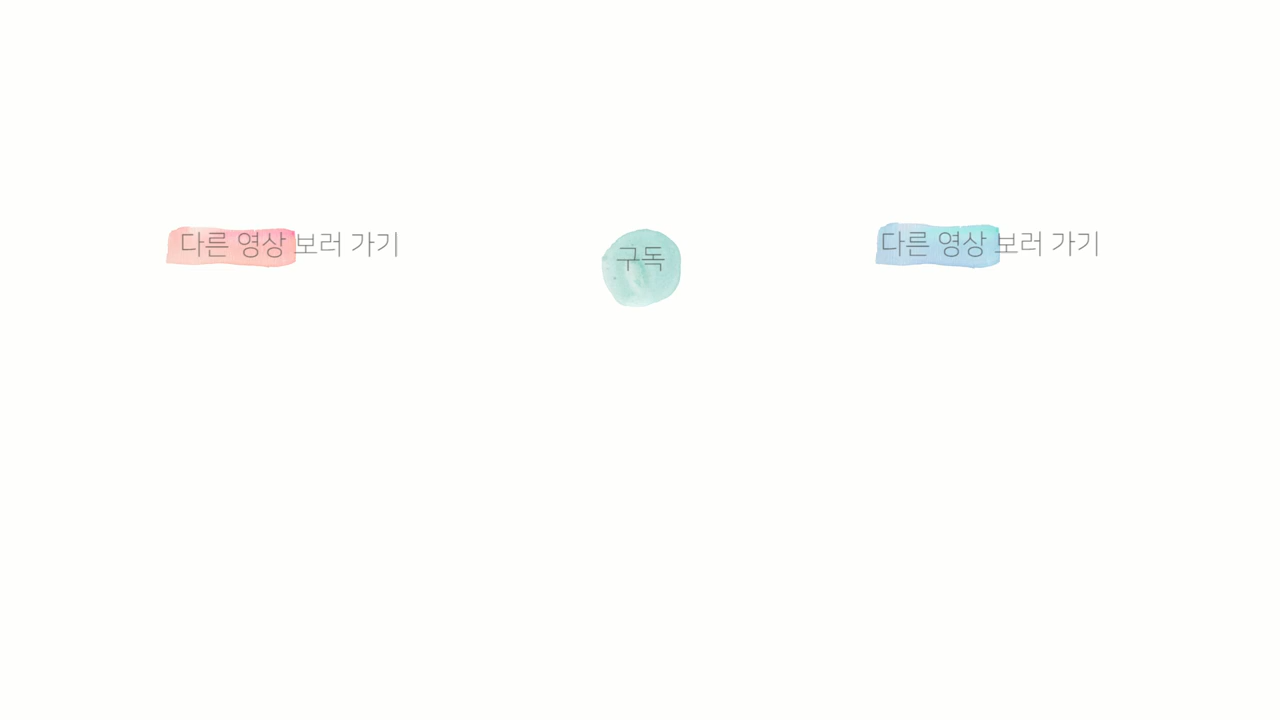 다른 영상 보러 가기
구독
다른 영상 보러 가기